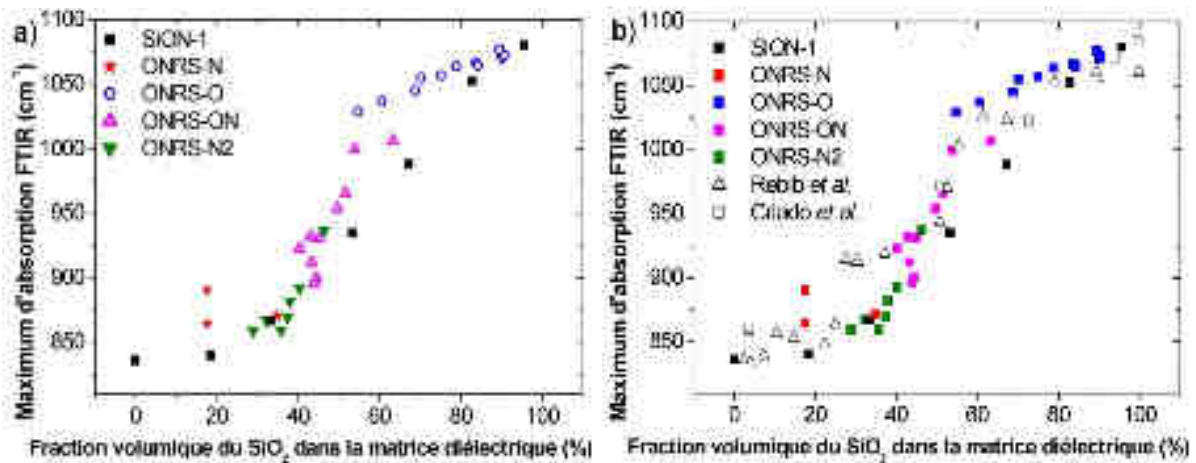 a)
SiON-1
ONRS-N
ONRS-O
ONRS-ON
ONRS-N2
1100
1050
1000
950
900
850
0 20 40 60 80 100
Maximum d'absorption FTIR (cm⁻¹)
Fraction volumique du SiO₂ dans la matrice diélectrique (%)
b)
SiON-1
ONRS-N
ONRS-O
ONRS-ON
ONRS-N2
Rebib et al.
Criado et al.
1100
1050
1000
950
900
850
0 20 40 60 80 100
Maximum d'absorption FTIR (cm⁻¹)
Fraction volumique du SiO₂ dans la matrice diélectrique (%)